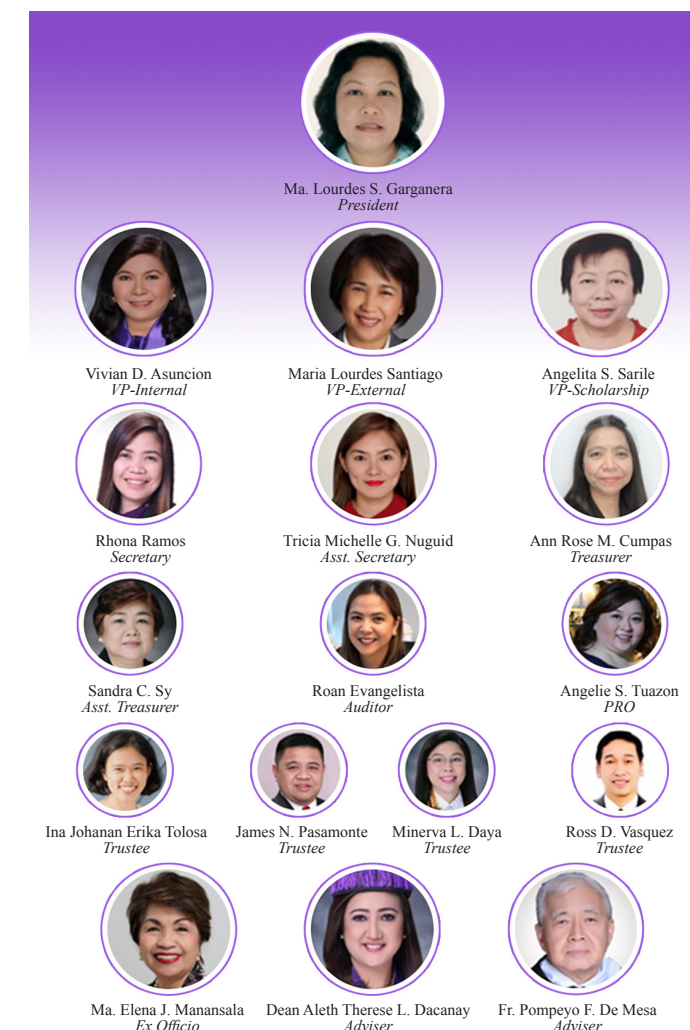 Ma. Lourdes S. Garganera
President
Vivian D. Asuncion
VP-Internal
Maria Lourdes Santiago
VP-External
Angelita S. Sarile
VP-Scholarship
Rhona Ramos
Secretary
Tricia Michelle G. Nuguid
Asst. Secretary
Ann Rose M. Cumpas
Treasurer
Sandra C. Sy
Asst. Treasurer
Roan Evangelista
Auditor
Angelie S. Tuazon
PRO
Ina Johanan Erika Tolosa
Trustee
James N. Pasamonte
Trustee
Minerva L. Daya
Trustee
Ross D. Vasquez
Trustee
Ma. Elena J. Manansala
Ex Officio
Dean Aleth Therese L. Dacanay
Adviser
Fr. Pompeyo F. De Mesa
Adviser